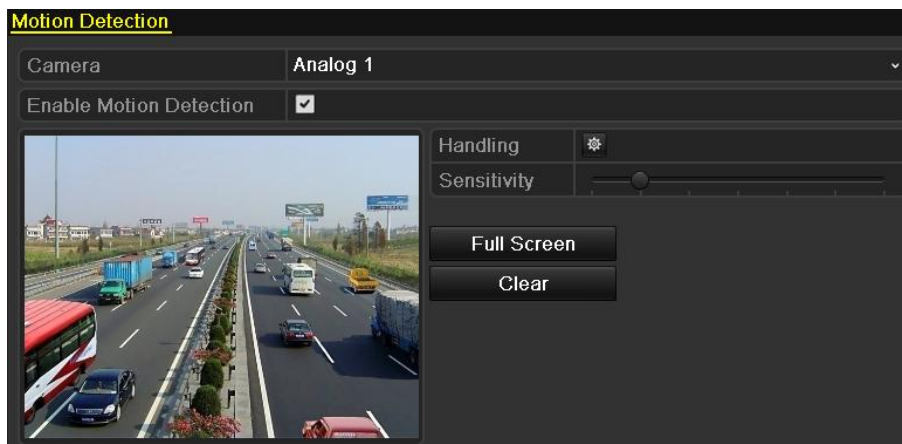 Motion Detection
Camera
Analog 1
Enable Motion Detection
Handling
Sensitivity
Full Screen
Clear